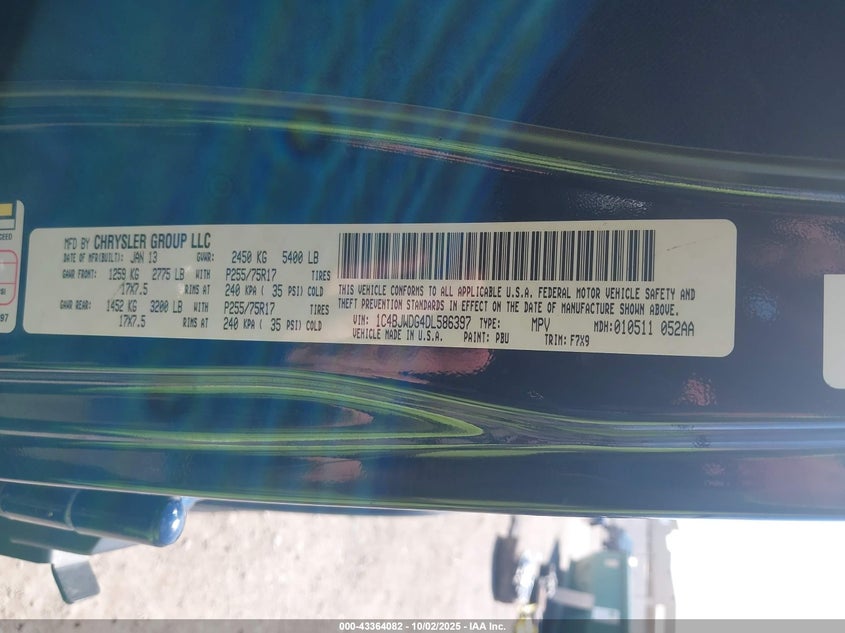 MFD BY CHRYSLER GROUP LLC
DATE OF MFR(BUILT): JAN 13 GVWR: 2450 KG 5400 LB
GAWR FRONT: 1259 KG 2775 LB WITH P255/75R17 TIRES
17X7.5 RIMS AT 240 KPA ( 35 PSI) COLD
GAWR REAR: 1452 KG 3200 LB WITH P255/75R17 TIRES
17X7.5 RIMS AT 240 KPA ( 35 PSI) COLD
THIS VEHICLE CONFORMS TO ALL APPLICABLE U.S.A. FEDERAL MOTOR VEHICLE SAFETY AND
THEFT PREVENTION STANDARDS IN EFFECT ON THE DATE OF MANUFACTURE SHOWN ABOVE.
VIN: 1C4BJWDG4DL586397 TYPE: MPV MDH: 010511 052AA
VEHICLE MADE IN U.S.A. PAINT: PBU TRIM: F7X9
CEED
SI
397
000-43364082 - 10/02/2025 - IAA Inc.